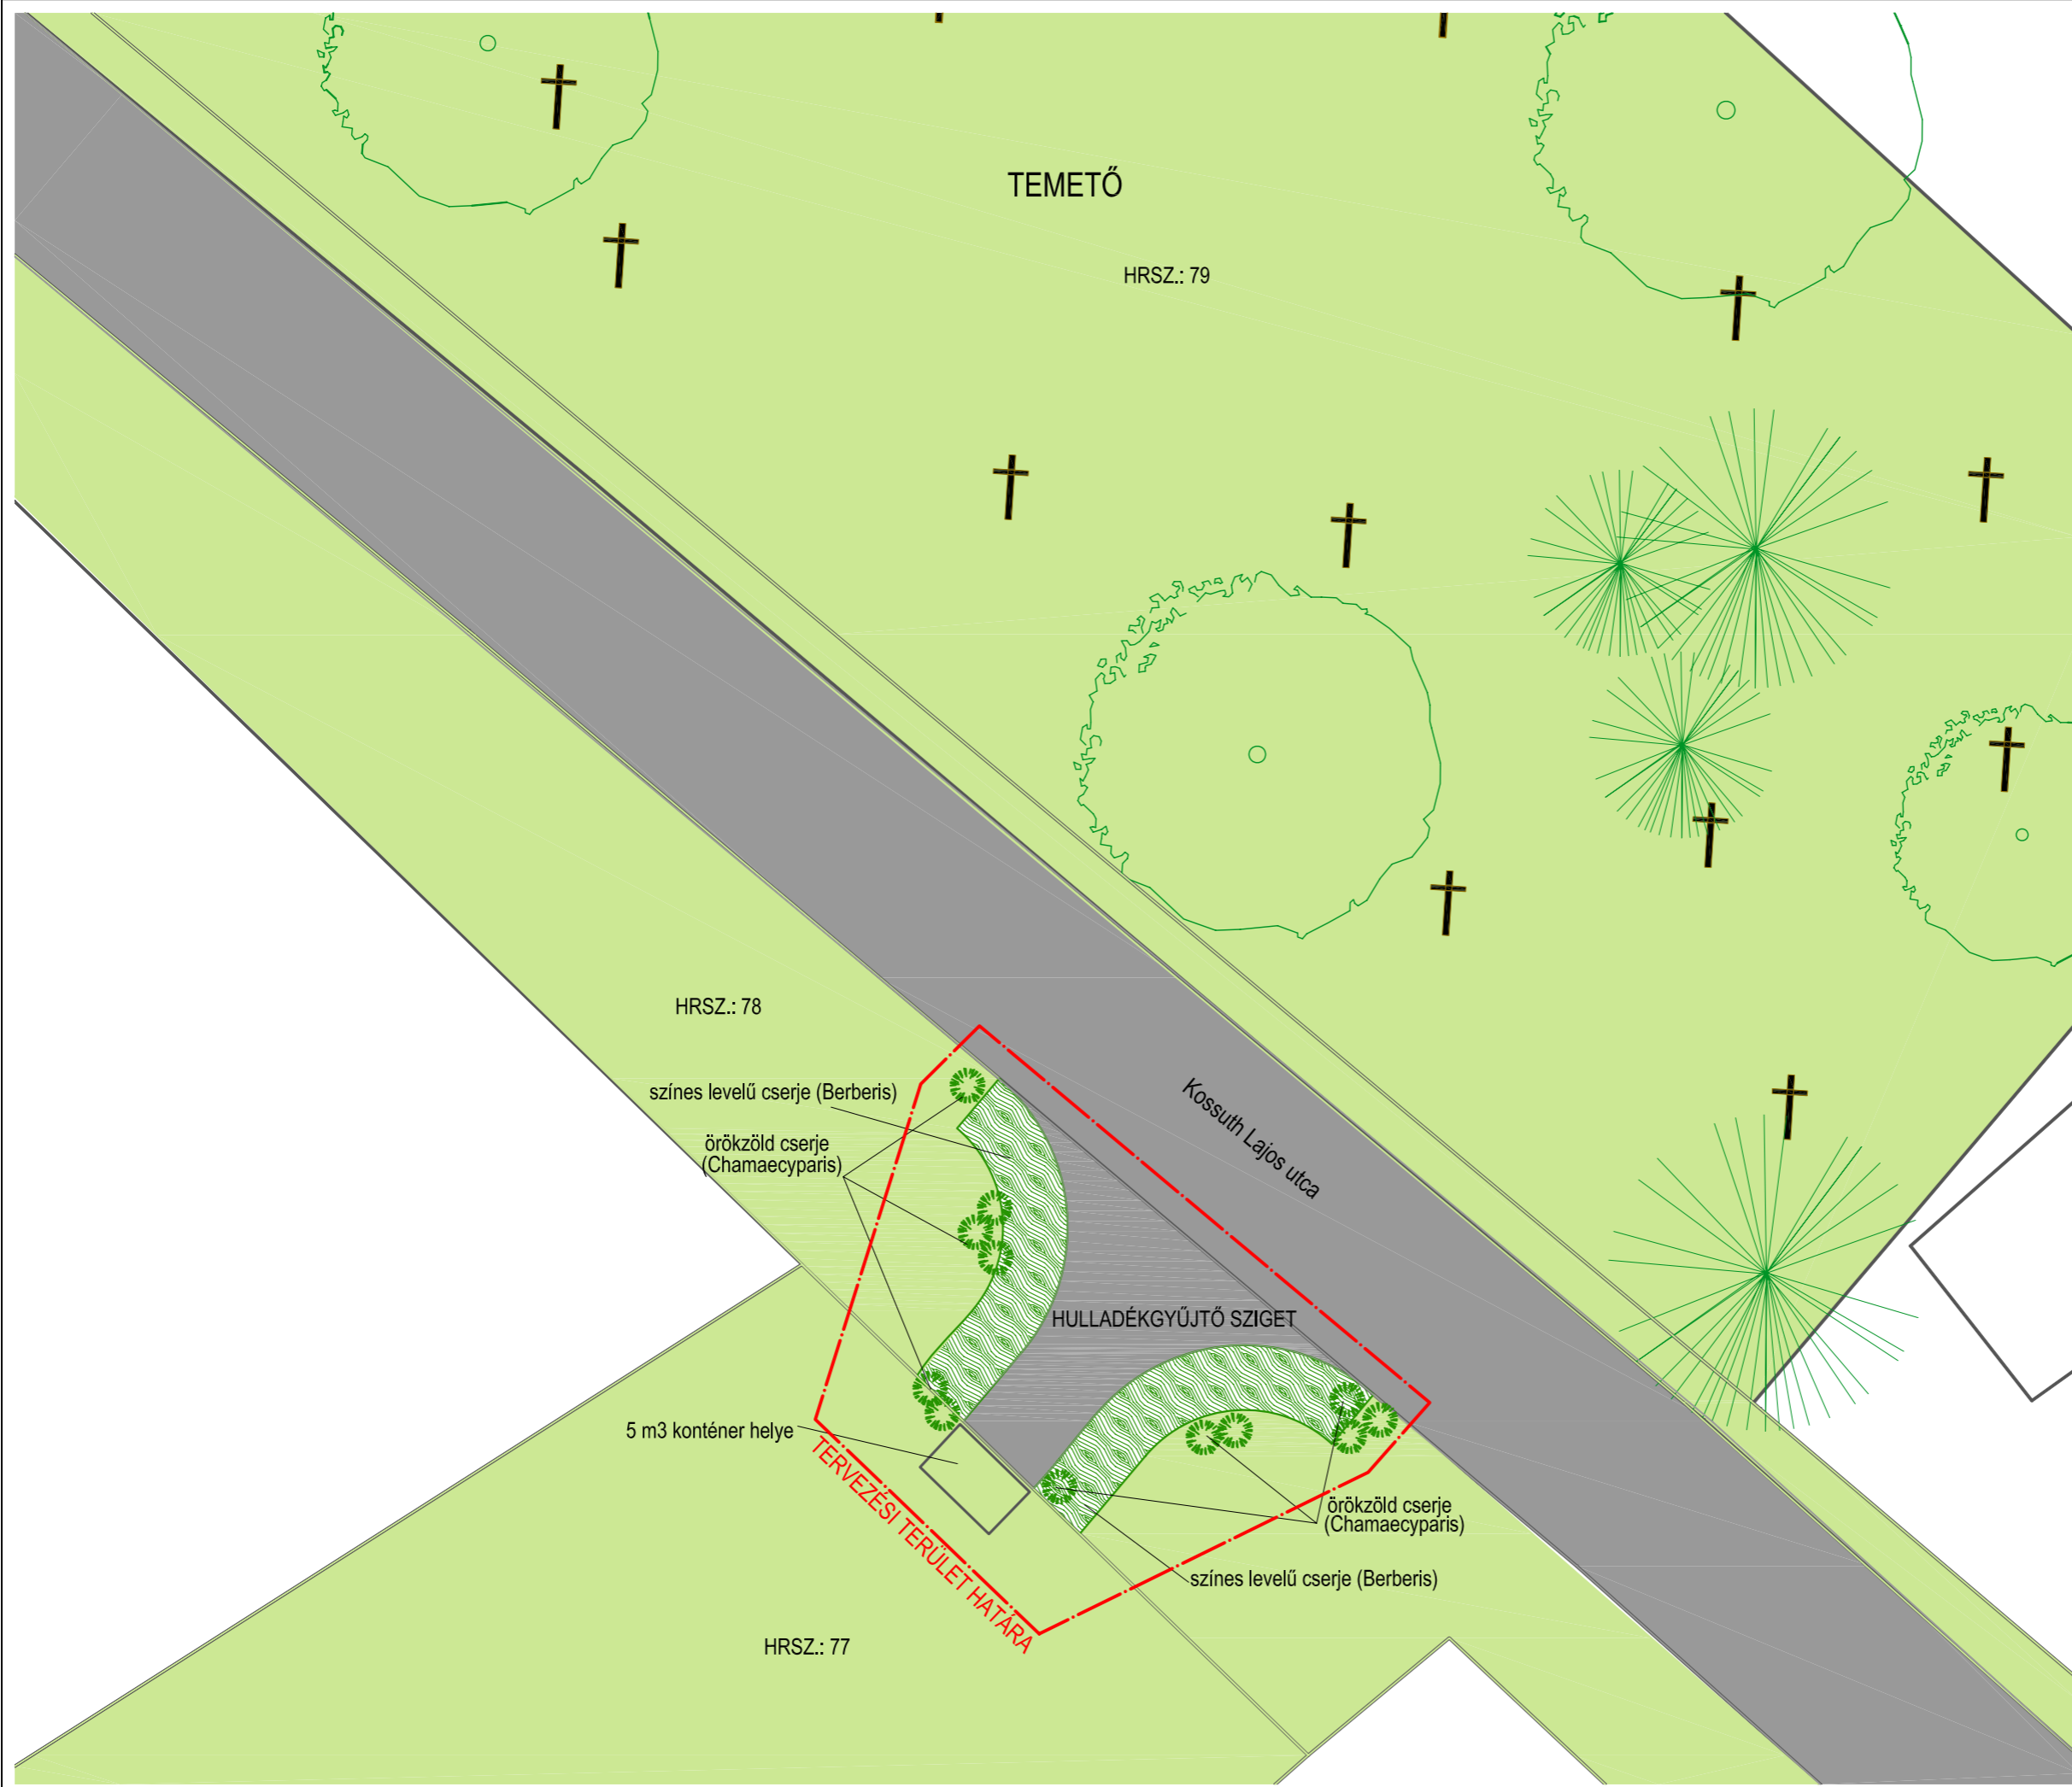 TEMETŐ
HRSZ.: 79
HRSZ.: 78
színes levelű cserje (Berberis)
örökzöld cserje
(Chamaecyparis)
Kossuth Lajos utca
HULLADÉKGYŰJTŐ SZIGET
5 m3 konténer helye
TERVEZÉSI TERÜLET HATÁRA
örökzöld cserje
(Chamaecyparis)
színes levelű cserje (Berberis)
HRSZ.: 77